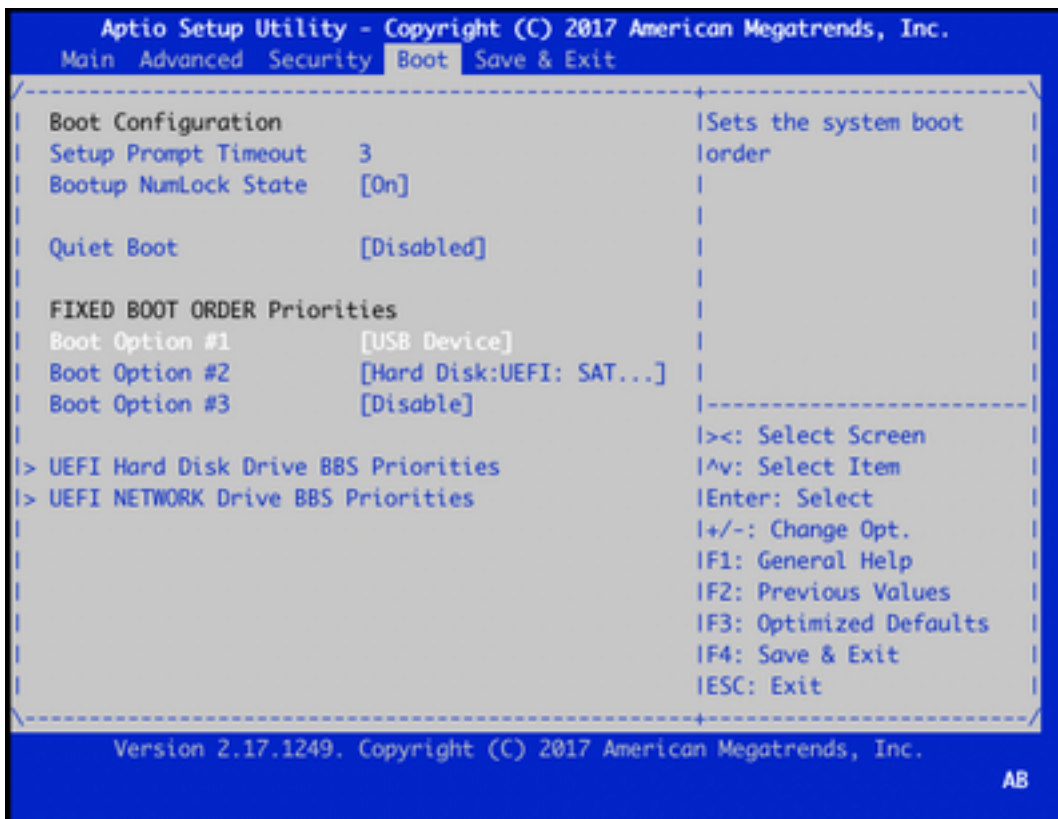 Aptio Setup Utility - Copyright (C) 2017 American Megatrends, Inc.
Main Advanced Security Boot Save & Exit
Boot Configuration
Setup Prompt Timeout 3
Bootup NumLock State [On]
Quiet Boot [Disabled]
FIXED BOOT ORDER Priorities
Boot Option #1 [USB Device]
Boot Option #2 [Hard Disk:UEFI: SAT...]
Boot Option #3 [Disable]
> UEFI Hard Disk Drive BBS Priorities
> UEFI NETWORK Drive BBS Priorities
Sets the system boot
order
><: Select Screen
^v: Select Item
Enter: Select
+/-: Change Opt.
F1: General Help
F2: Previous Values
F3: Optimized Defaults
F4: Save & Exit
ESC: Exit
Version 2.17.1249. Copyright (C) 2017 American Megatrends, Inc.
AB